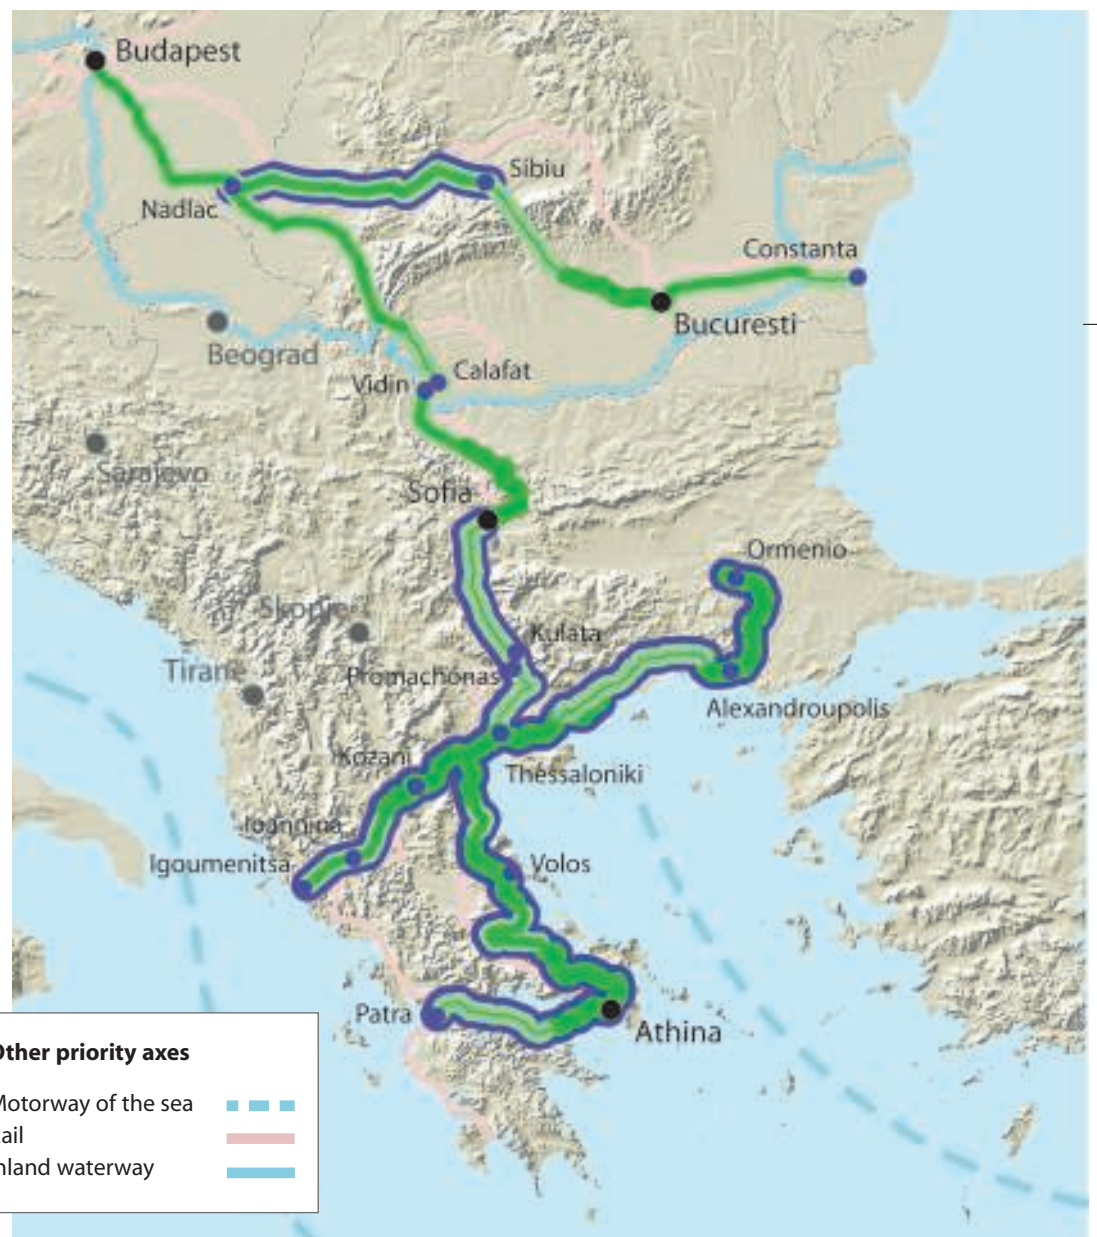 Budapest
Sibiu
Nadlac
Constanta
Bucuresti
Beograd
Calafat
Vidin
Sarajevo
Sofia
Ormenio
Skopje
Kulata
Tirane
Promachonas
Alexandroupolis
Kozani
Thessaloniki
Ioannina
Igoumenitsa
Volos
Patra
Athina
Other priority axes
Motorway of the sea
ail
nland waterway